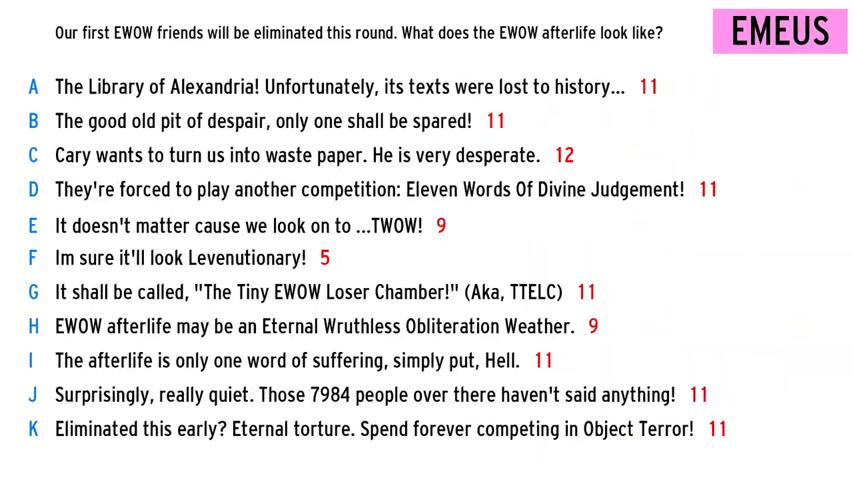 Our first EWOW friends will be eliminated this round. What does the EWOW afterlife look like?
EMEUS
A The Library of Alexandria! Unfortunately, its texts were lost to history... 11
B The good old pit of despair, only one shall be spared! 11
C Cary wants to turn us into waste paper. He is very desperate. 12
D They're forced to play another competition: Eleven Words Of Divine Judgement! 11
E It doesn't matter cause we look on to ...TWOW! 9
F Im sure it'll look Levenutionary! 5
G It shall be called, "The Tiny EWOW Loser Chamber!" (Aka, TTELC) 11
H EWOW afterlife may be an Eternal Wruthless Obliteration Weather. 9
I The afterlife is only one word of suffering, simply put, Hell. 11
J Surprisingly, really quiet. Those 7984 people over there haven't said anything! 11
K Eliminated this early? Eternal torture. Spend forever competing in Object Terror! 11